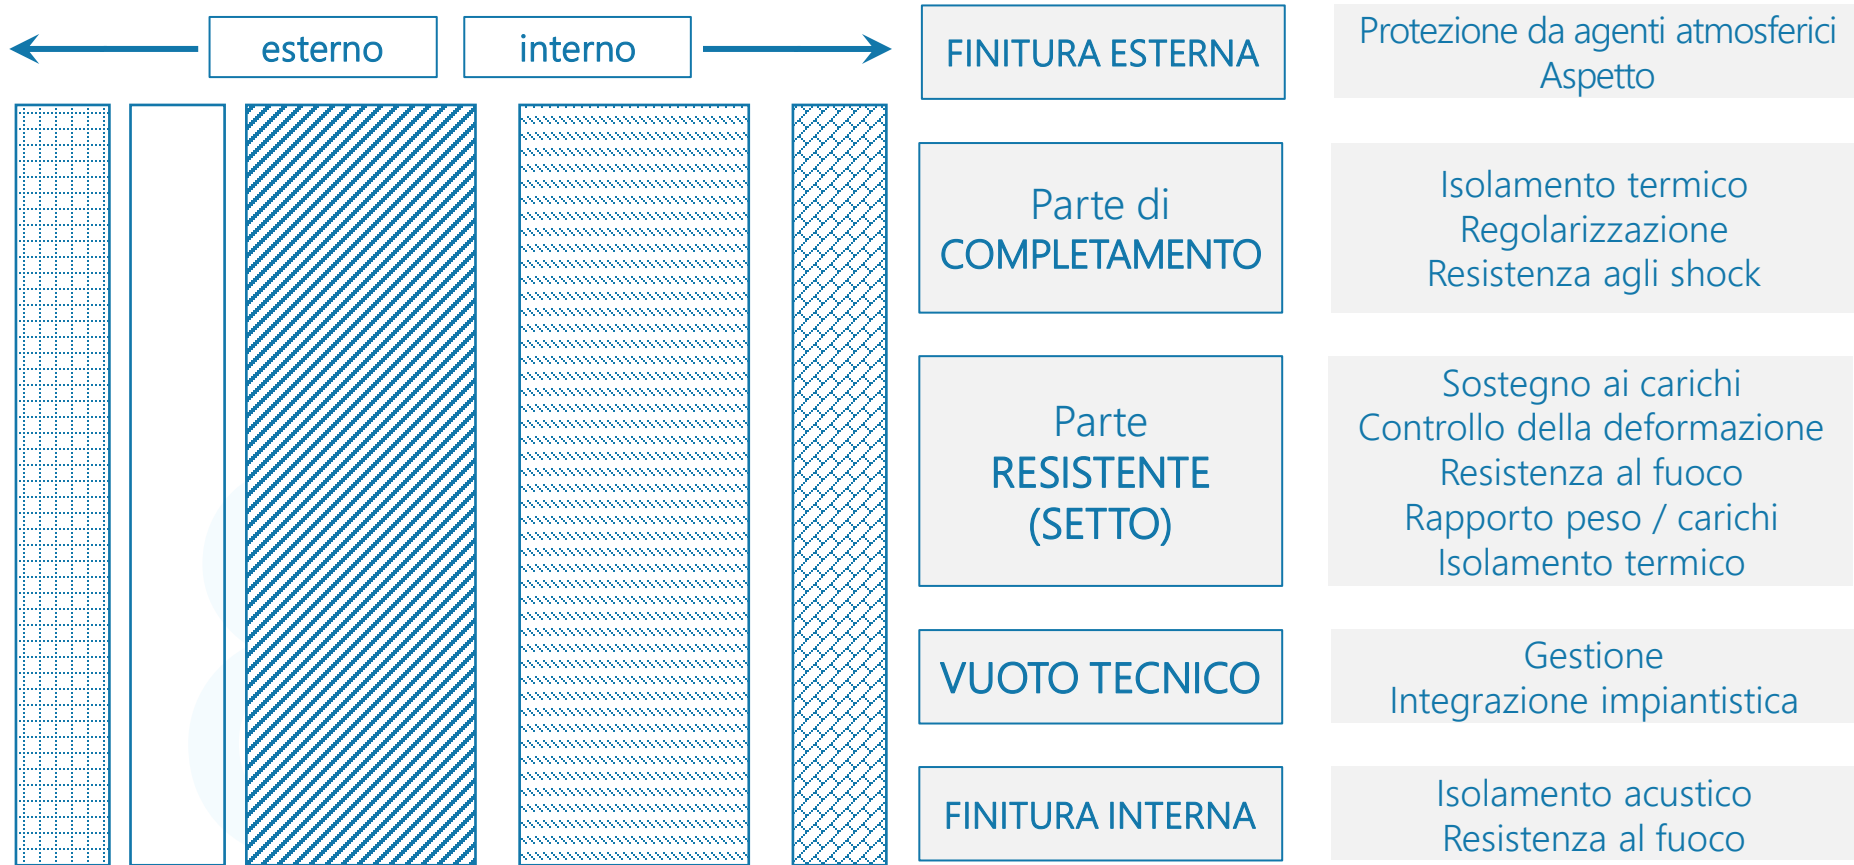 esterno
interno
FINITURA ESTERNA
Protezione da agenti atmosferici
Aspetto
Parte di
COMPLETAMENTO
Isolamento termico
Regolarizzazione
Resistenza agli shock
Parte
RESISTENTE
(SETTO)
Sostegno ai carichi
Controllo della deformazione
Resistenza al fuoco
Rapporto peso / carichi
Isolamento termico
VUOTO TECNICO
Gestione
Integrazione impiantistica
FINITURA INTERNA
Isolamento acustico
Resistenza al fuoco